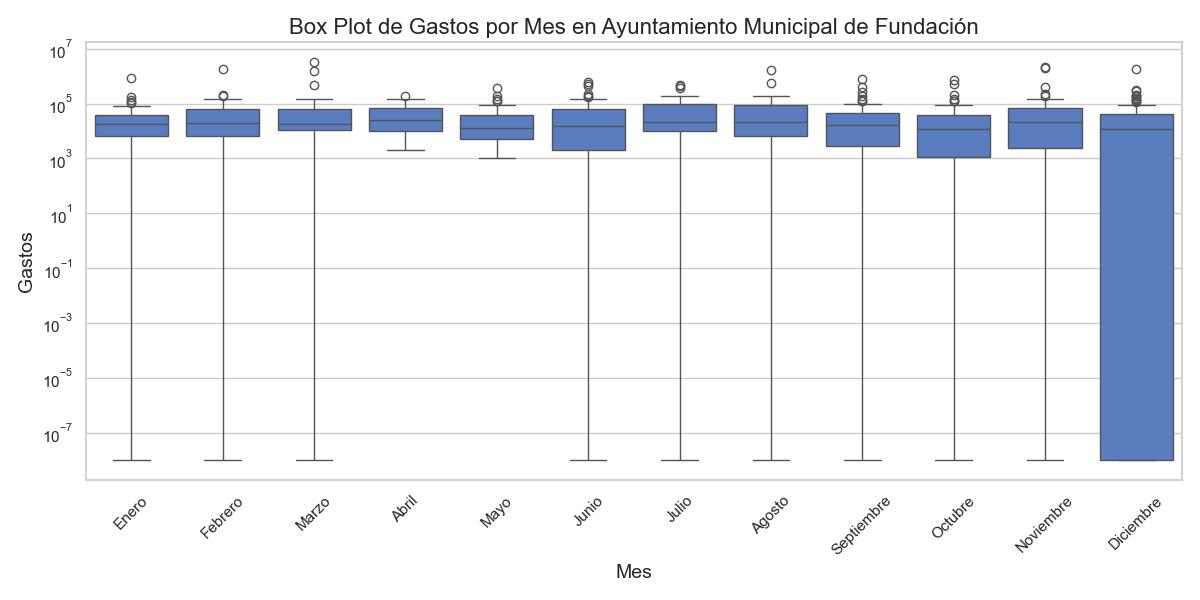 Box Plot de Gastos por Mes en Ayuntamiento Municipal de Fundación
Gastos
10^7
10^5
10^3
10^1
10^−1
10^−3
10^−5
10^−7
Enero
Febrero
Marzo
Abril
Mayo
Junio
Julio
Agosto
Septiembre
Octubre
Noviembre
Diciembre
Mes